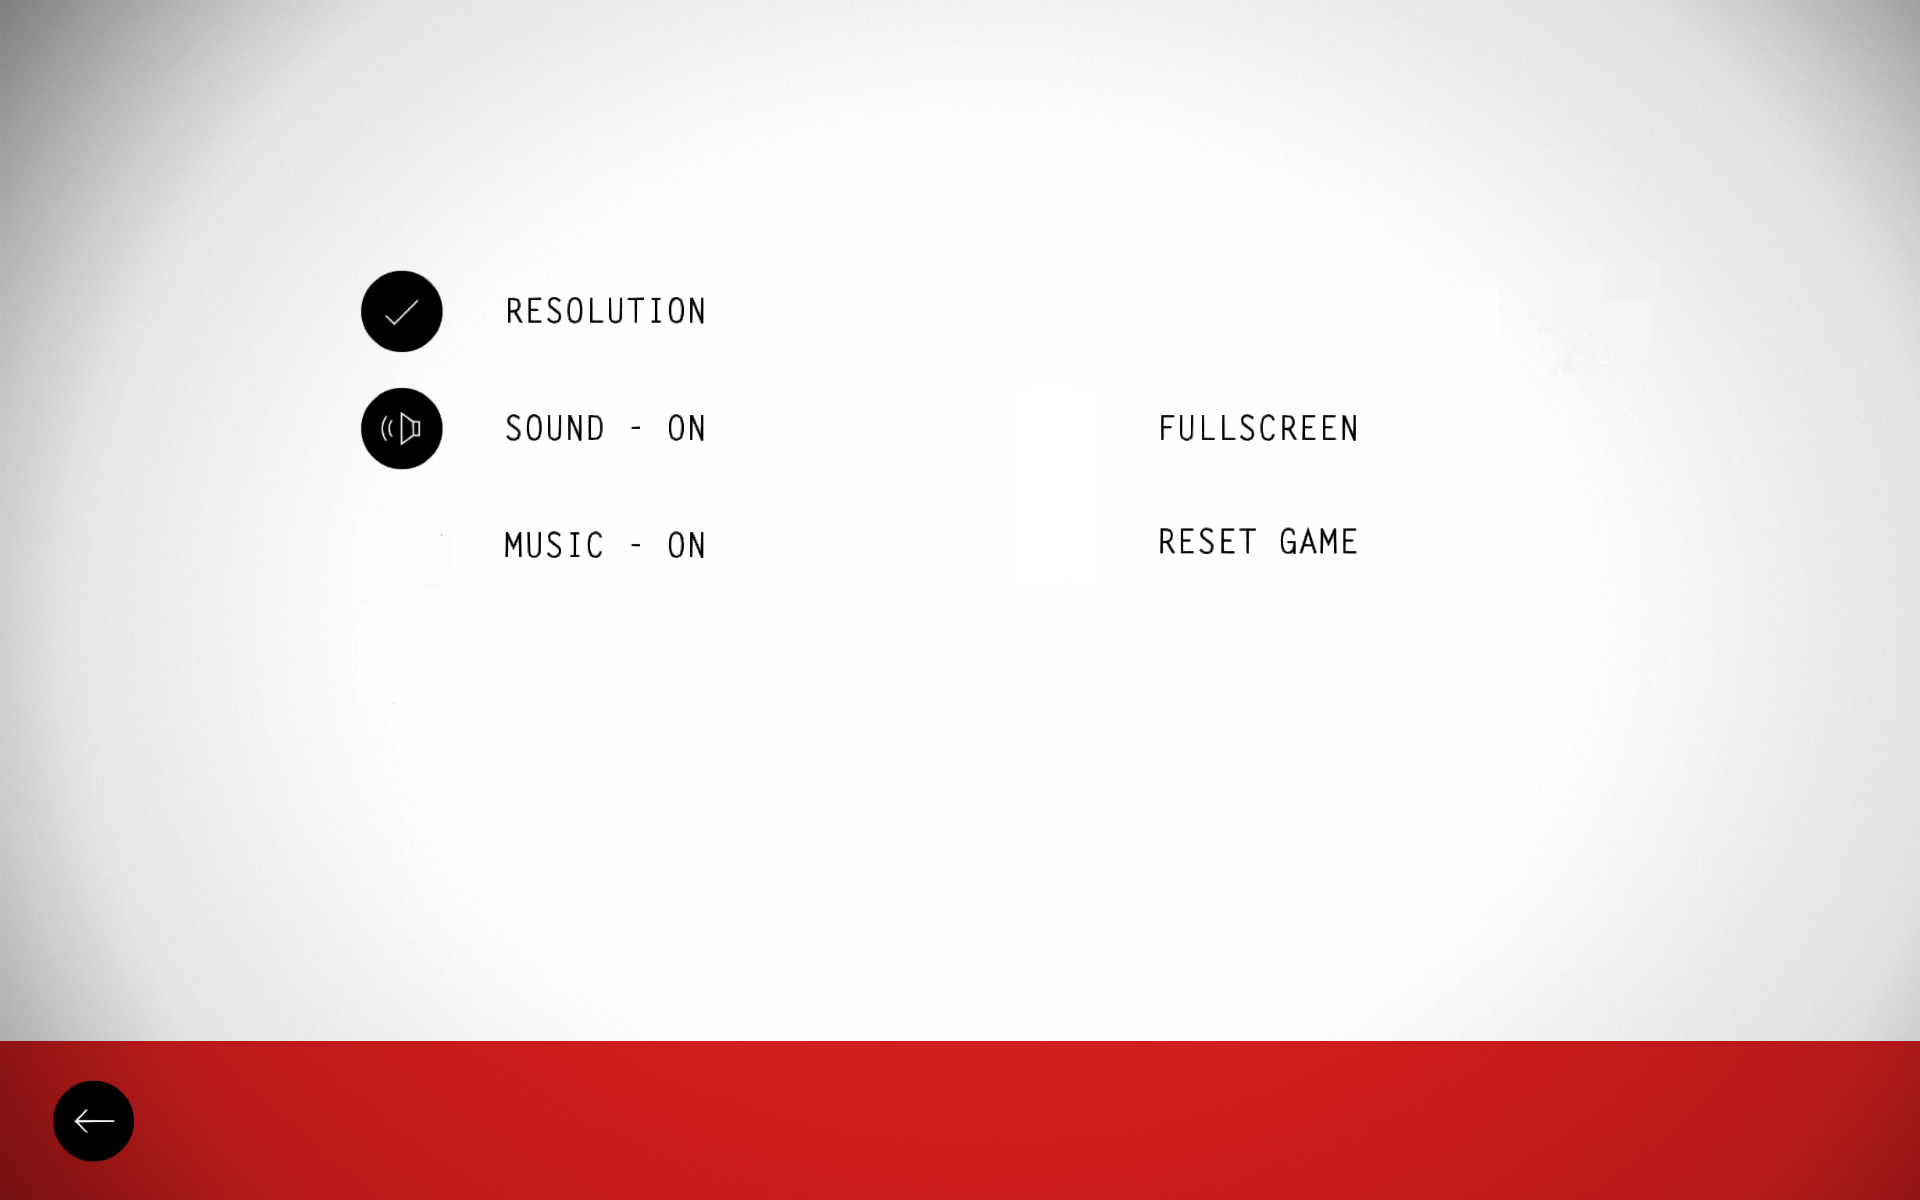 RESOLUTION
SOUND - ON
FULLSCREEN
MUSIC - ON
RESET GAME